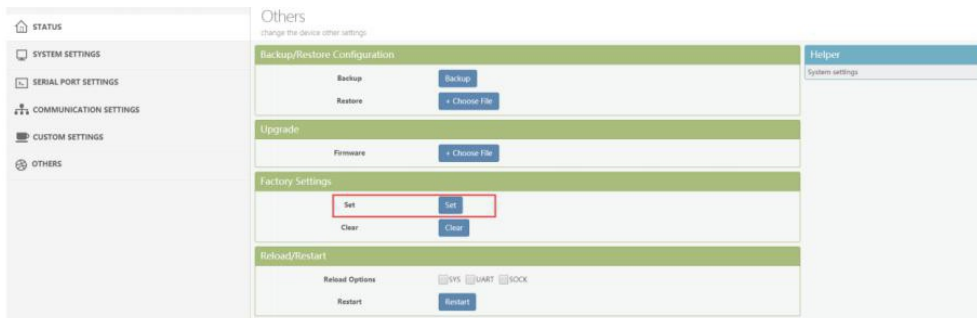 STATUS
SYSTEM SETTINGS
SERIAL PORT SETTINGS
COMMUNICATION SETTINGS
CUSTOM SETTINGS
OTHERS
Others
change the device other settings
Backup/Restore Configuration
Backup Backup
Restore + Choose File
Upgrade
Firmware + Choose File
Factory Settings
Set Set
Clear Clear
Reload/Restart
Reload Options SYS UART SOCK
Restart Restart
Helper
System settings